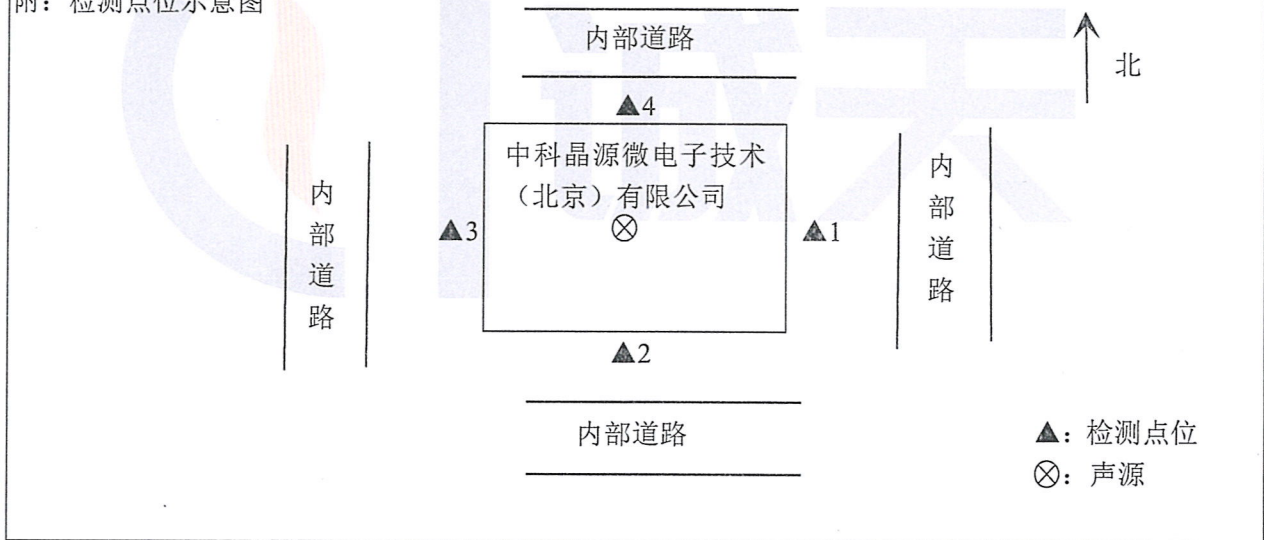 附：检测点位示意图
内部道路
北
▲4
中科晶源微电子技术
（北京）有限公司
内部道路
▲3
▲1
内部道路
▲2
内部道路
▲：检测点位
⊗：声源
诚天